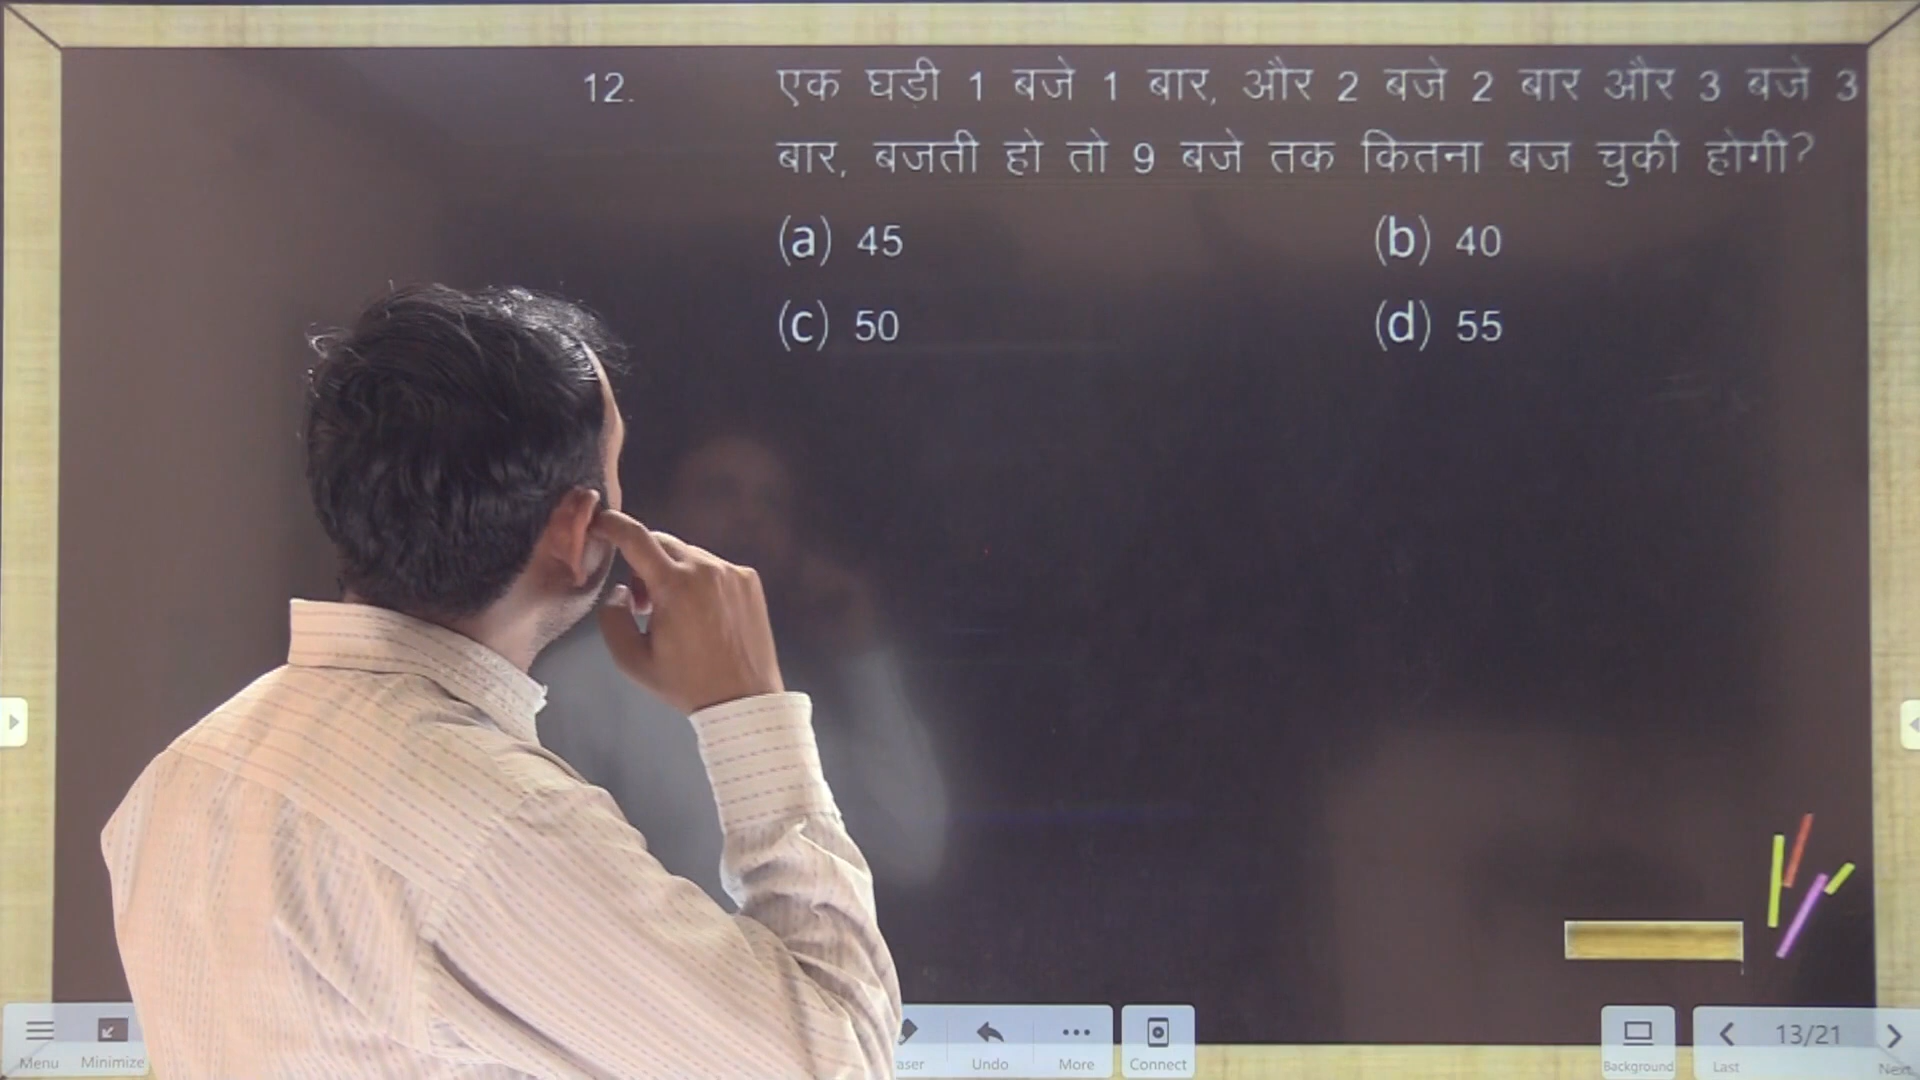 12. एक घड़ी 1 बजे 1 बार, और 2 बजे 2 बार और 3 बजे 3
बार, बजती हो तो 9 बजे तक कितना बज चुकी होगी?
(a) 45 (b) 40
(c) 50 (d) 55
Menu Minimize Undo More Connect Background Last 13/21 Next